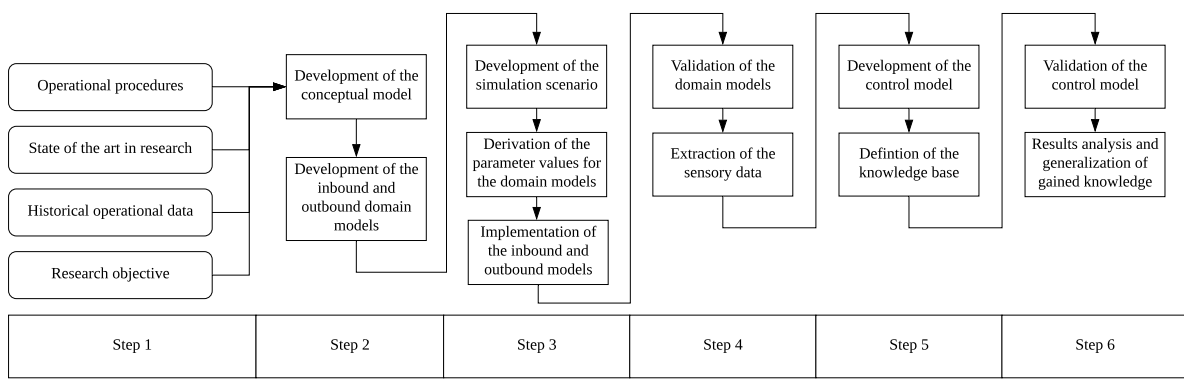 Operational procedures
State of the art in research
Historical operational data
Research objective
Development of the
conceptual model
Development of the
inbound and
outbound domain
models
Development of the
simulation scenario
Derivation of the
parameter values for
the domain models
Implementation of
the inbound and
outbound models
Validation of the
domain models
Extraction of the
sensory data
Development of the
control model
Defintion of the
knowledge base
Validation of the
control model
Results analysis and
generalization of
gained knowledge
Step 1
Step 2
Step 3
Step 4
Step 5
Step 6